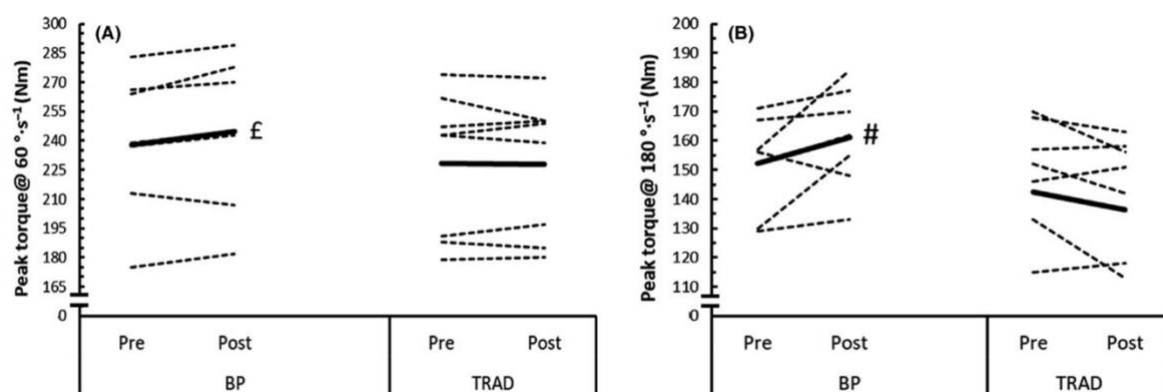 (A)
Peak torque@ 60 °·s⁻¹ (Nm)
300
285
270
255
240
225
210
195
180
165
0
£
Pre
Post
Pre
Post
BP
TRAD
(B)
Peak torque@ 180 °·s⁻¹ (Nm)
200
190
180
170
160
150
140
130
120
110
0
#
Pre
Post
Pre
Post
BP
TRAD